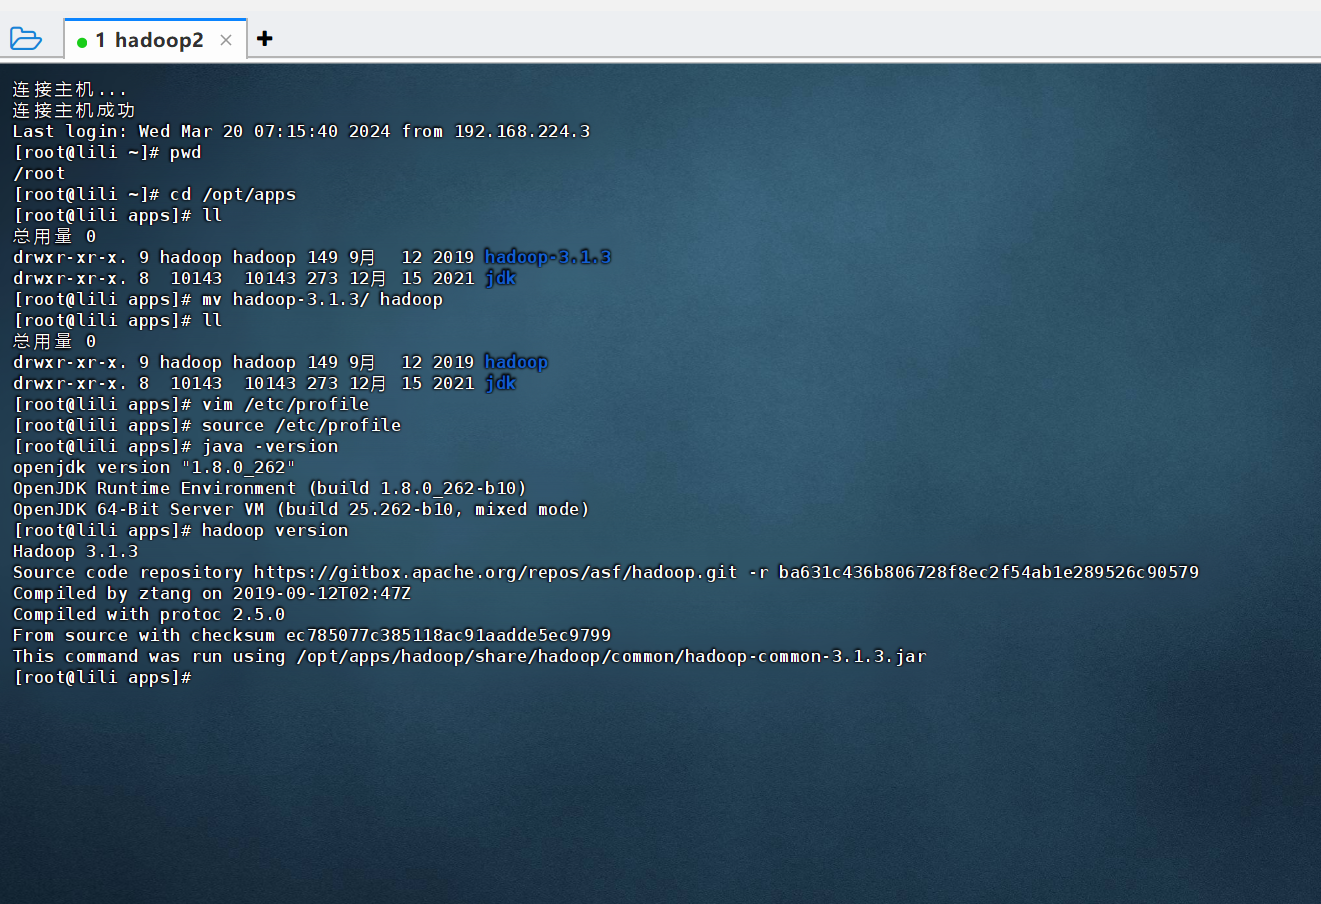 1 hadoop2
连接主机...
连接主机成功
Last login: Wed Mar 20 07:15:40 2024 from 192.168.224.3
[root@lili ~]# pwd
/root
[root@lili ~]# cd /opt/apps
[root@lili apps]# ll
总用量 0
drwxr-xr-x. 9 hadoop hadoop 149 9月  12 2019 hadoop-3.1.3
drwxr-xr-x. 8  10143  10143 273 12月 15 2021 jdk
[root@lili apps]# mv hadoop-3.1.3/ hadoop
[root@lili apps]# ll
总用量 0
drwxr-xr-x. 9 hadoop hadoop 149 9月  12 2019 hadoop
drwxr-xr-x. 8  10143  10143 273 12月 15 2021 jdk
[root@lili apps]# vim /etc/profile
[root@lili apps]# source /etc/profile
[root@lili apps]# java -version
openjdk version "1.8.0_262"
OpenJDK Runtime Environment (build 1.8.0_262-b10)
OpenJDK 64-Bit Server VM (build 25.262-b10, mixed mode)
[root@lili apps]# hadoop version
Hadoop 3.1.3
Source code repository https://gitbox.apache.org/repos/asf/hadoop.git -r ba631c436b806728f8ec2f54ab1e289526c90579
Compiled by ztang on 2019-09-12T02:47Z
Compiled with protoc 2.5.0
From source with checksum ec785077c385118ac91aadde5ec9799
This command was run using /opt/apps/hadoop/share/hadoop/common/hadoop-common-3.1.3.jar
[root@lili apps]#